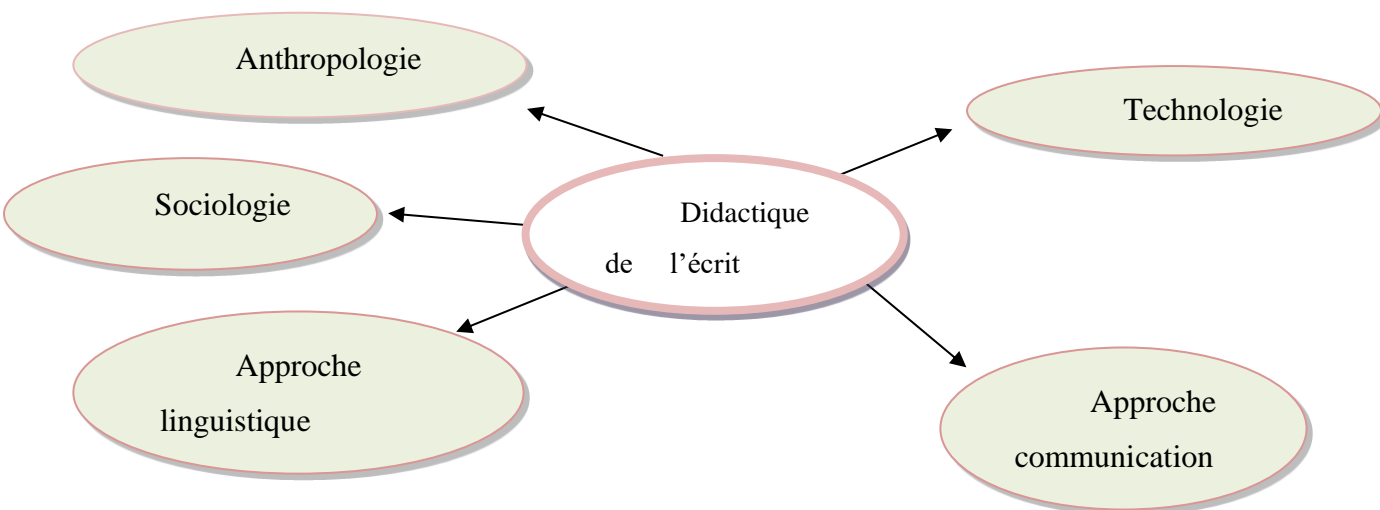 Anthropologie
Technologie
Sociologie
Didactique
de l’écrit
Approche
linguistique
Approche
communication